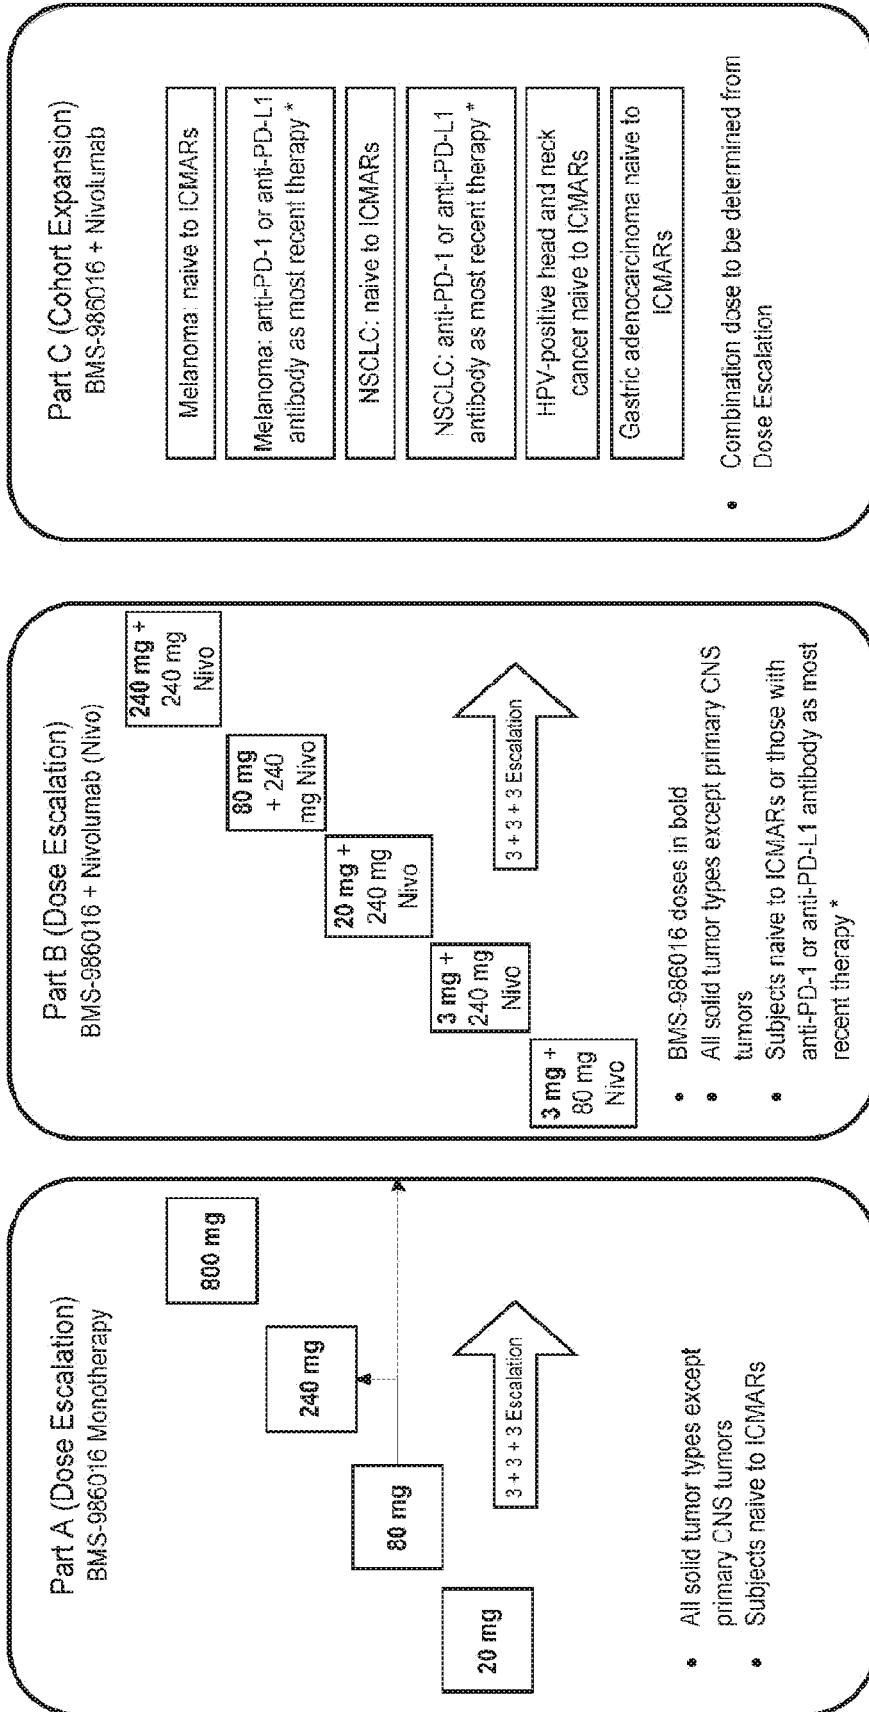 Part A (Dose Escalation)
BMS-986016 Monotherapy
20 mg
80 mg
240 mg
800 mg
3 + 3 + 3 Escalation
• All solid tumor types except
primary CNS tumors
• Subjects naive to ICMARs
Part B (Dose Escalation)
BMS-986016 + Nivolumab (Nivo)
3 mg +
80 mg
Nivo
3 mg +
240 mg
Nivo
20 mg +
240 mg
Nivo
80 mg
+ 240
mg Nivo
240 mg +
240 mg
Nivo
3 + 3 + 3 Escalation
• BMS-986016 doses in bold
• All solid tumor types except primary CNS
tumors
• Subjects naive to ICMARs or those with
anti-PD-1 or anti-PD-L1 antibody as most
recent therapy *
Part C (Cohort Expansion)
BMS-986016 + Nivolumab
Melanoma: naive to ICMARs
Melanoma: anti-PD-1 or anti-PD-L1
antibody as most recent therapy *
NSCLC: naive to ICMARs
NSCLC: anti-PD-1 or anti-PD-L1
antibody as most recent therapy *
HPV-positive head and neck
cancer naive to ICMARs
Gastric adenocarcinoma naive to
ICMARs
• Combination dose to be determined from
Dose Escalation